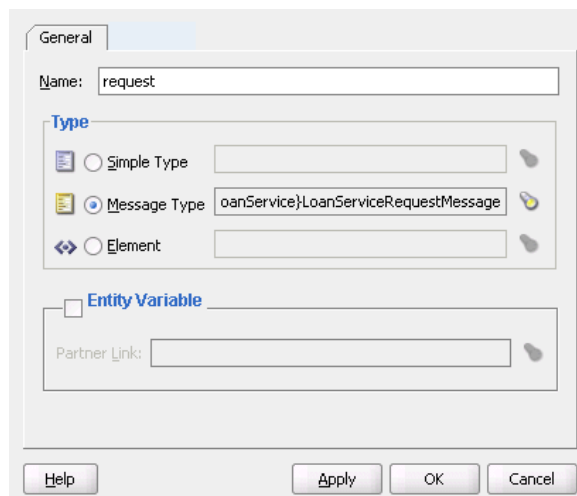 General
Name: request
Type
Simple Type
Message Type oanService}LoanServiceRequestMessage
Element
Entity Variable
Partner Link:
Help Apply OK Cancel